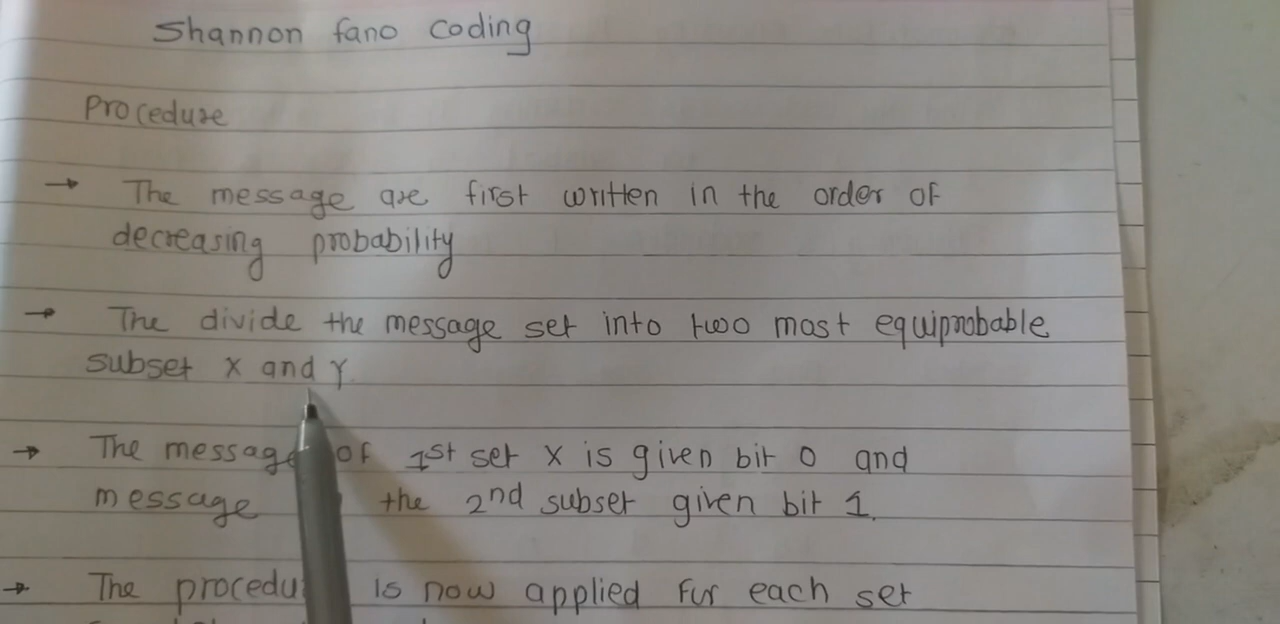 Shannon fano coding
Procedure
→ The message are first written in the order of
decreasing probability
→ The divide the message set into two most equiprobable
subset X and Y.
→ The messag of 1st set X is given bit 0 and
message the 2nd subset given bit 1.
→ The procedu is now applied fur each set